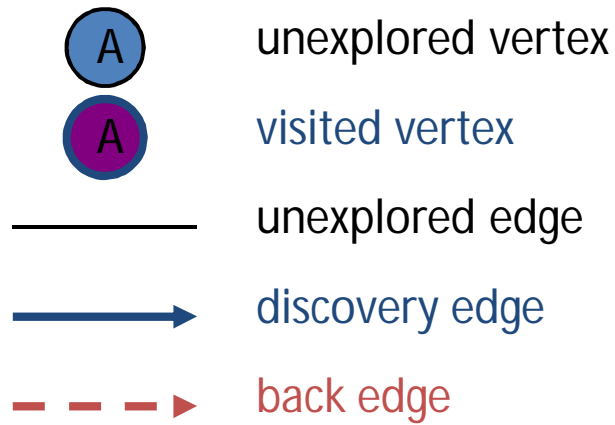 A unexplored vertex
A visited vertex
unexplored edge
discovery edge
back edge